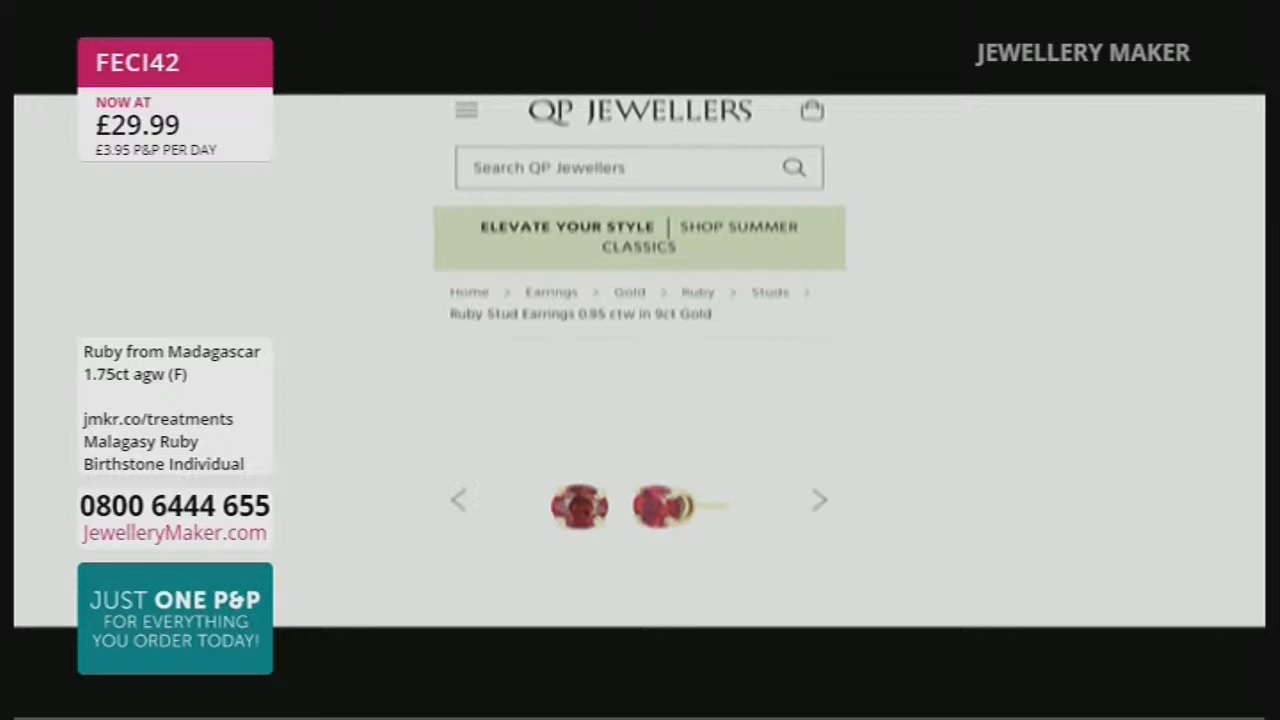 FECI42
NOW AT
£29.99
£3.95 P&P PER DAY
JEWELLERY MAKER
QP JEWELLERS
Search QP Jewellers
ELEVATE YOUR STYLE | SHOP SUMMER
CLASSICS
Home > Earrings > Gold > Ruby > Studs >
Ruby Stud Earrings 0.95 ctw in 9ct Gold
Ruby from Madagascar
1.75ct agw (F)
jmkr.co/treatments
Malagasy Ruby
Birthstone Individual
0800 6444 655
JewelleryMaker.com
JUST ONE P&P
FOR EVERYTHING
YOU ORDER TODAY!